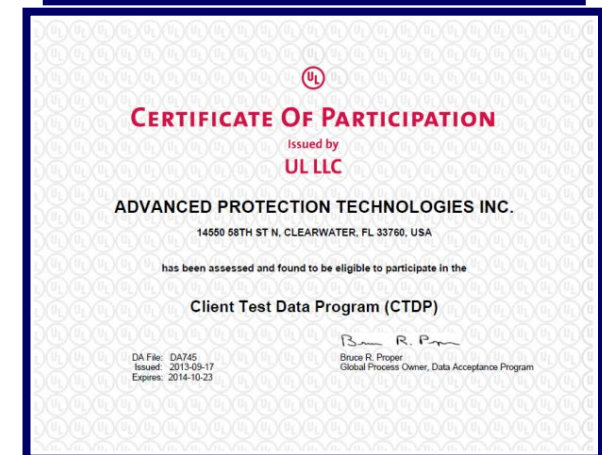 UL
CERTIFICATE OF PARTICIPATION
Issued by
UL LLC
ADVANCED PROTECTION TECHNOLOGIES INC.
14550 58TH ST N, CLEARWATER, FL 33760, USA
has been assessed and found to be eligible to participate in the
Client Test Data Program (CTDP)
Bruce R. Proper
DA File: DA745
Issued: 2013-09-17
Expires: 2014-10-23
Bruce R. Proper
Global Process Owner, Data Acceptance Program